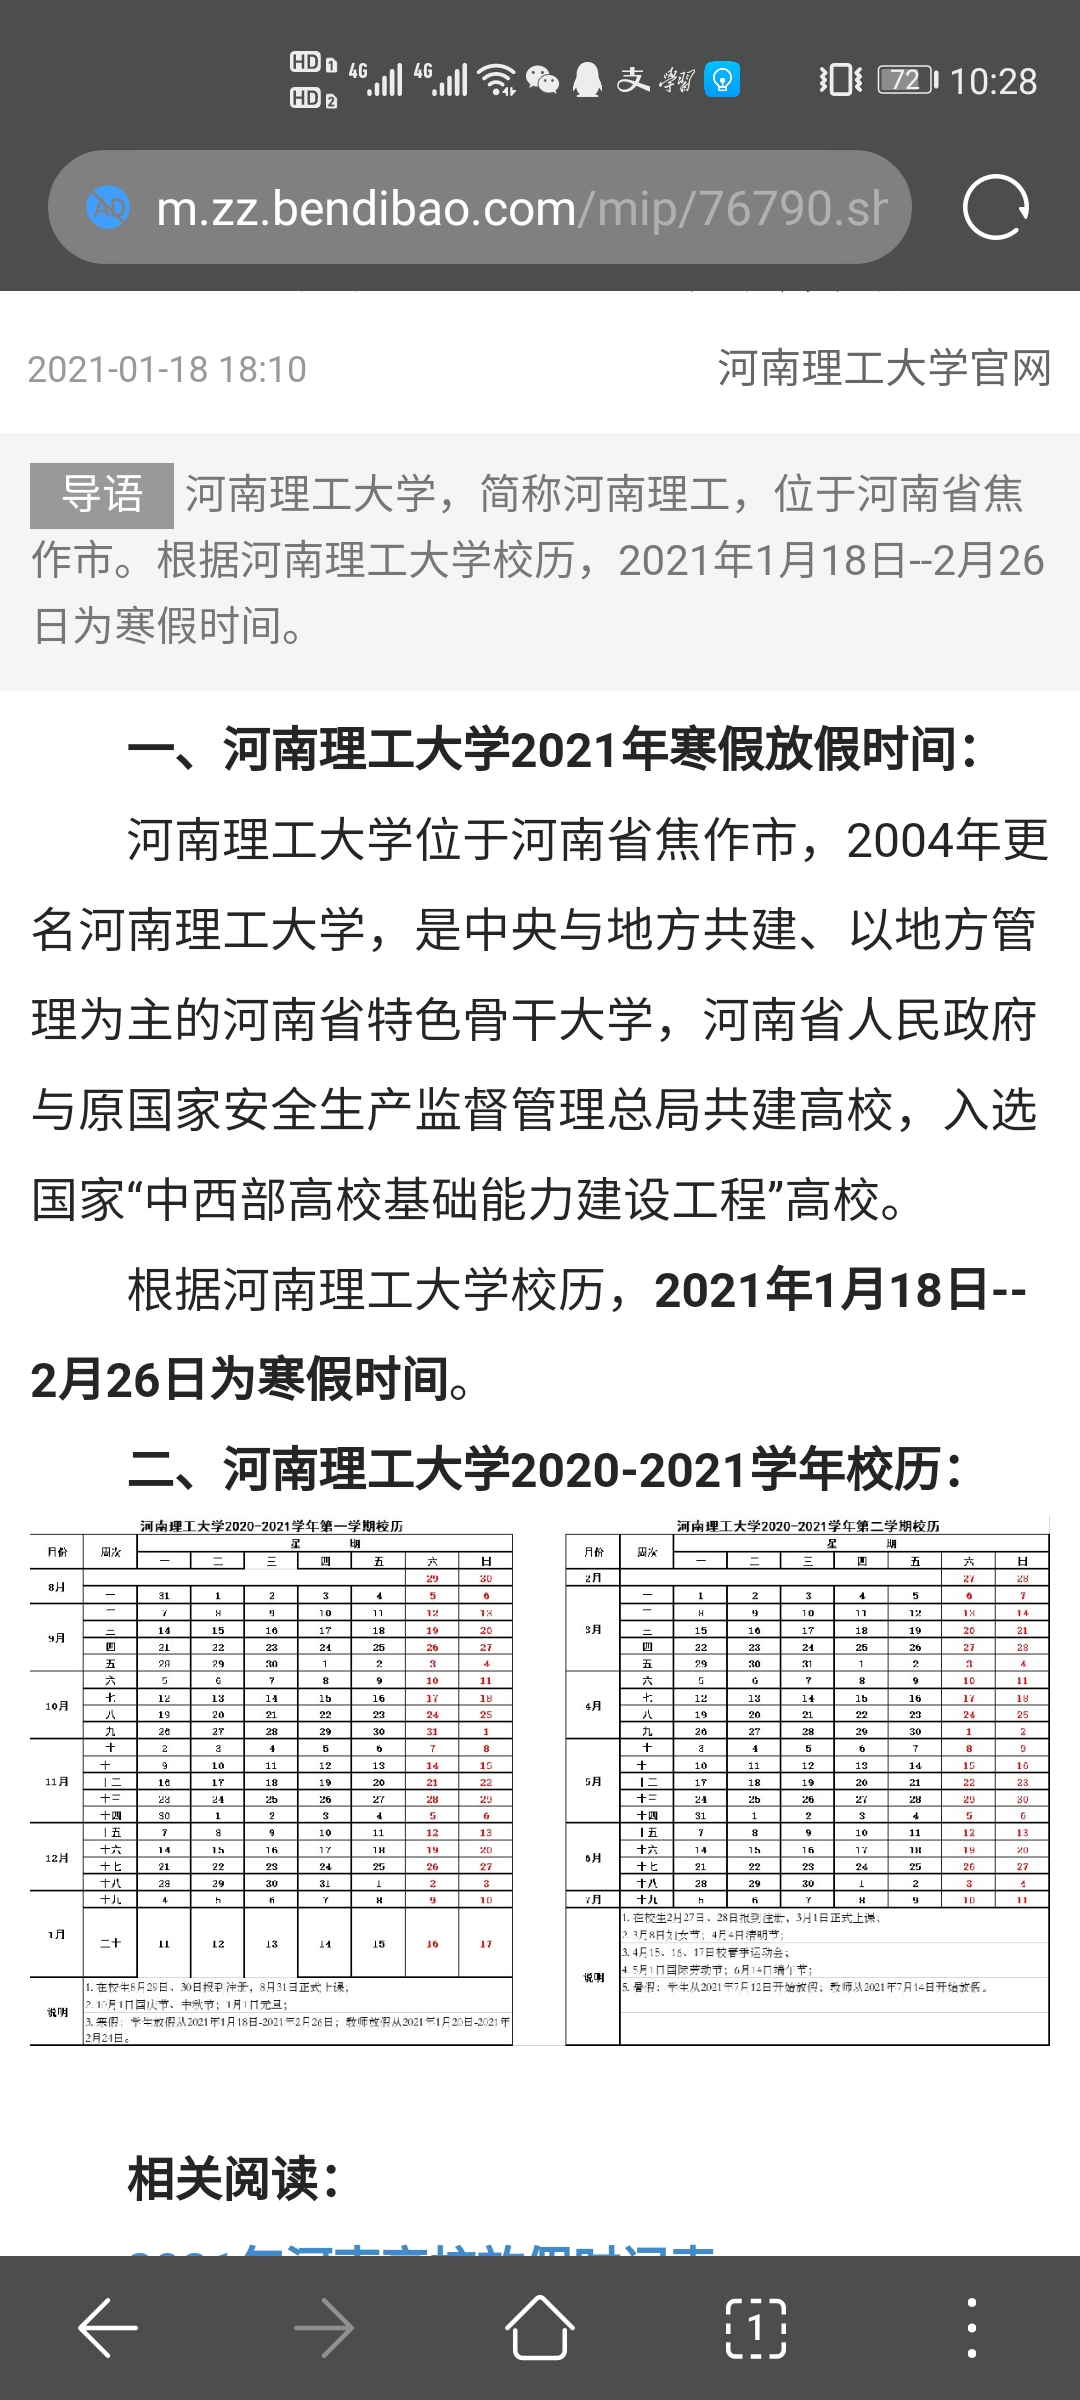 HD 1 4G 4G 支 學習 72 10:28
HD 2
AD m.zz.bendibao.com/mip/76790.sh
2021-01-18 18:10 河南理工大学官网
导语 河南理工大学，简称河南理工，位于河南省焦
作市。根据河南理工大学校历，2021年1月18日--2月26
日为寒假时间。
一、河南理工大学2021年寒假放假时间：
河南理工大学位于河南省焦作市，2004年更
名河南理工大学，是中央与地方共建、以地方管
理为主的河南省特色骨干大学，河南省人民政府
与原国家安全生产监督管理总局共建高校，入选
国家“中西部高校基础能力建设工程”高校。
根据河南理工大学校历，2021年1月18日--
2月26日为寒假时间。
二、河南理工大学2020-2021学年校历：
河南理工大学2020-2021学年第一学期校历
月份 周次 星 期
一 二 三 四 五 六 日
8月 29 30
一 31 1 2 3 4 5 6
9月 二 7 8 9 10 11 12 13
三 14 15 16 17 18 19 20
四 21 22 23 24 25 26 27
五 28 29 30 1 2 3 4
10月 六 5 6 7 8 9 10 11
七 12 13 14 15 16 17 18
八 19 20 21 22 23 24 25
九 26 27 28 29 30 31 1
11月 十 2 3 4 5 6 7 8
十一 9 10 11 12 13 14 15
十二 16 17 18 19 20 21 22
十三 23 24 25 26 27 28 29
十四 30 1 2 3 4 5 6
12月 十五 7 8 9 10 11 12 13
十六 14 15 16 17 18 19 20
十七 21 22 23 24 25 26 27
十八 28 29 30 31 1 2 3
1月 十九 4 5 6 7 8 9 10
二十 11 12 13 14 15 16 17
说明 1. 在校生8月29日、30日报到注册，8月31日正式上课；
2. 10月1日国庆节、中秋节；1月1日元旦；
3. 寒假：学生放假从2021年1月18日-2021年2月26日；教师放假从2021年1月20日-2021年
2月24日。
河南理工大学2020-2021学年第二学期校历
月份 周次 星 期
一 二 三 四 五 六 日
2月 27 28
3月 一 1 2 3 4 5 6 7
二 8 9 10 11 12 13 14
三 15 16 17 18 19 20 21
四 22 23 24 25 26 27 28
五 29 30 31 1 2 3 4
4月 六 5 6 7 8 9 10 11
七 12 13 14 15 16 17 18
八 19 20 21 22 23 24 25
九 26 27 28 29 30 1 2
5月 十 3 4 5 6 7 8 9
十一 10 11 12 13 14 15 16
十二 17 18 19 20 21 22 23
十三 24 25 26 27 28 29 30
十四 31 1 2 3 4 5 6
6月 十五 7 8 9 10 11 12 13
十六 14 15 16 17 18 19 20
十七 21 22 23 24 25 26 27
十八 28 29 30 1 2 3 4
7月 十九 5 6 7 8 9 10 11
说明 1. 在校生2月27日、28日报到注册，3月1日正式上课；
2. 3月8日妇女节；4月4日清明节；
3. 4月15、16、17日校春季运动会；
4. 5月1日国际劳动节；6月14日端午节；
5. 暑假：学生从2021年7月12日开始放假；教师从2021年7月14日开始放假。
相关阅读：
2021年河南高校放假时间表
1